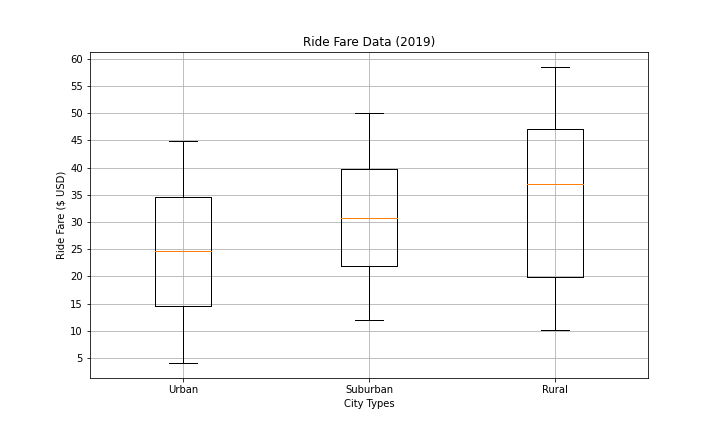 Ride Fare Data (2019)
60
55
50
45
40
35
30
25
20
15
10
5
Ride Fare ($ USD)
Urban
Suburban
Rural
City Types